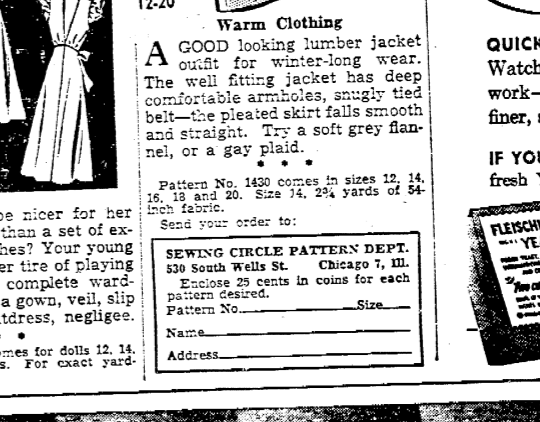 12-20
Warm Clothing
A GOOD looking lumber jacket
outfit for winter-long wear.
The well fitting jacket has deep
comfortable armholes, snugly tied
belt—the pleated skirt falls smooth
and straight. Try a soft grey flan-
nel, or a gay plaid.
* * *
Pattern No. 1430 comes in sizes 12, 14,
16, 18 and 20. Size 14, 2¾ yards of 54-
inch fabric.
Send your order to:
SEWING CIRCLE PATTERN DEPT.
530 South Wells St. Chicago 7, Ill.
Enclose 25 cents in coins for each
pattern desired.
Pattern No. Size
Name
Address
be nicer for her
than a set of ex-
hes? Your young
er tire of playing
complete ward-
a gown, veil, slip
tdress, negligee.
*
omes for dolls 12, 14,
s. For exact yard-
QUICK
Watch
work—
finer,
IF YOU
fresh
FLEISCH
YE